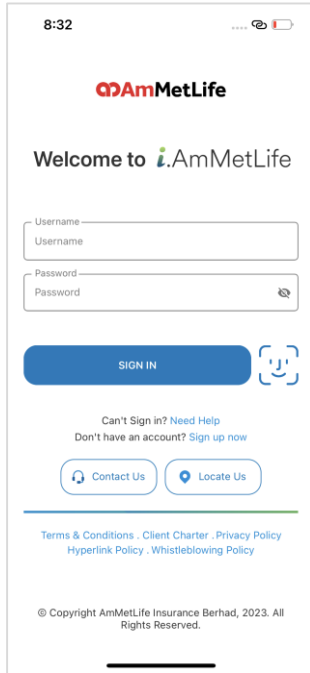 8:32
AmMetLife
Welcome to i.AmMetLife
Username
Username
Password
Password
SIGN IN
Can't Sign in? Need Help
Don't have an account? Sign up now
Contact Us
Locate Us
Terms & Conditions . Client Charter . Privacy Policy
Hyperlink Policy . Whistleblowing Policy
© Copyright AmMetLife Insurance Berhad, 2023. All
Rights Reserved.